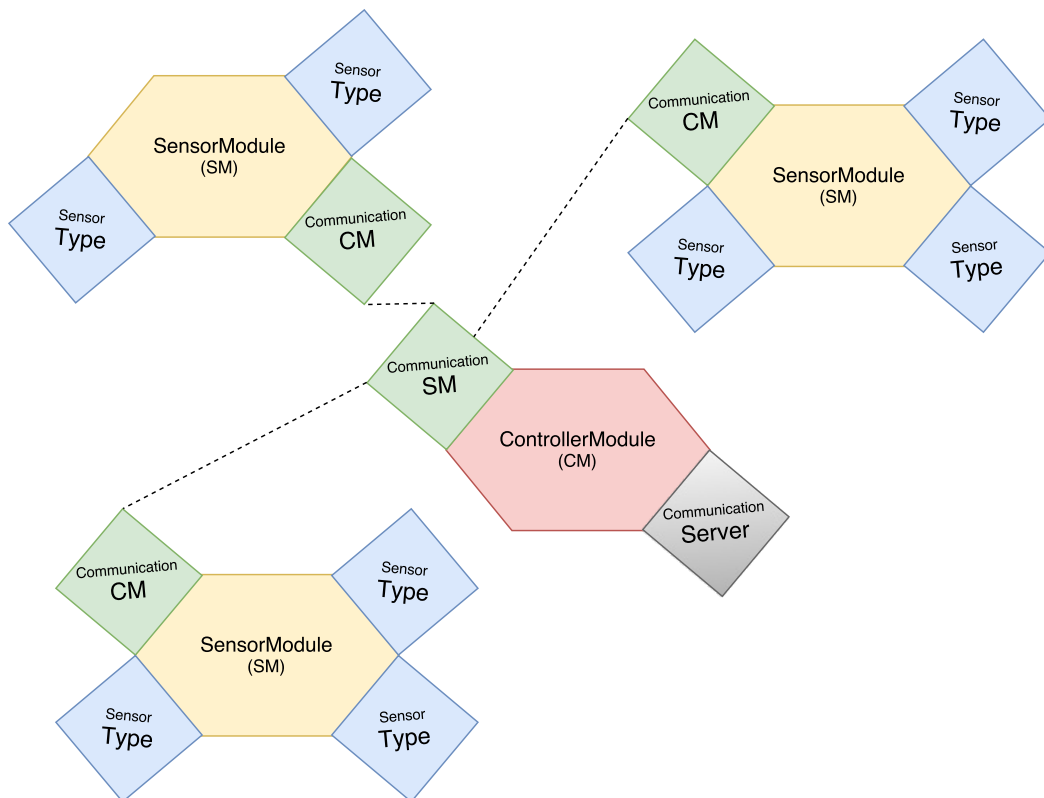 Sensor
Type
SensorModule
(SM)
Sensor
Type
Communication
CM
Communication
CM
Sensor
Type
SensorModule
(SM)
Sensor
Type
Sensor
Type
Communication
SM
ControllerModule
(CM)
Communication
Server
Communication
CM
Sensor
Type
SensorModule
(SM)
Sensor
Type
Sensor
Type